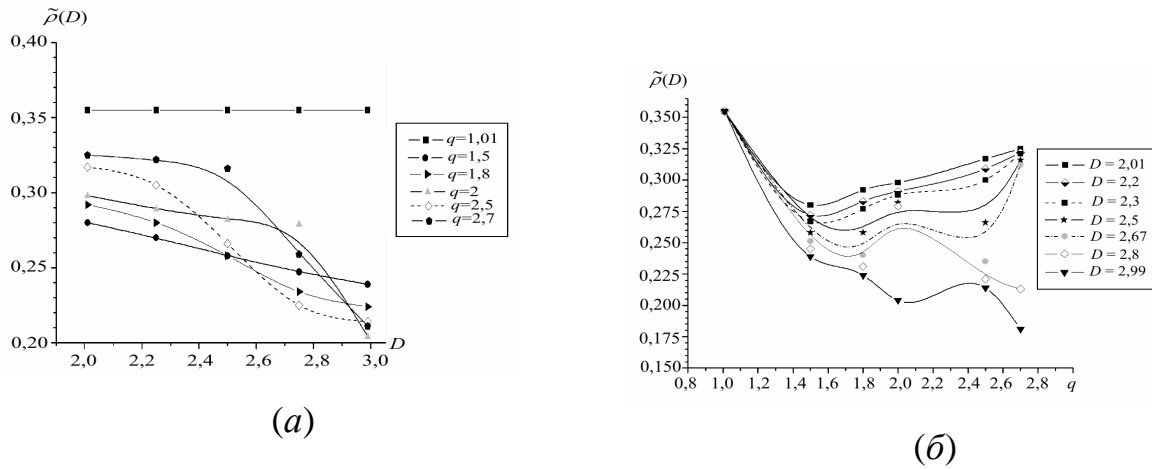 ρ̃(D)
0,40
0,35
0,30
0,25
0,20
2,0 2,2 2,4 2,6 2,8 3,0 D
q=1,01
q=1,5
q=1,8
q=2
q=2,5
q=2,7
(а)
ρ̃(D)
0,350
0,325
0,300
0,275
0,250
0,225
0,200
0,175
0,150
0,8 1,0 1,2 1,4 1,6 1,8 2,0 2,2 2,4 2,6 2,8 q
D = 2,01
D = 2,2
D = 2,3
D = 2,5
D = 2,67
D = 2,8
D = 2,99
(б)